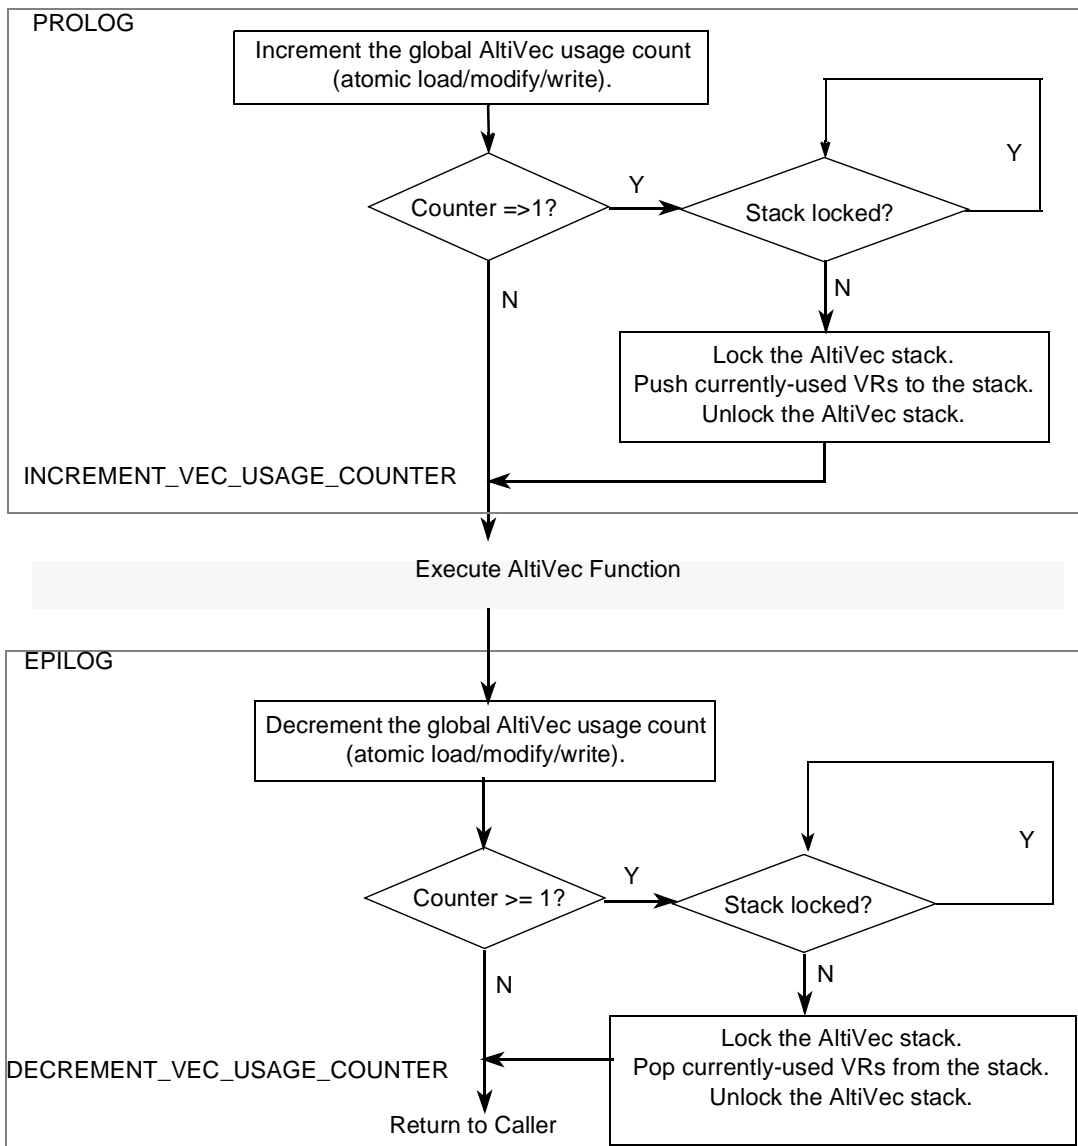 PROLOG
Increment the global AltiVec usage count
(atomic load/modify/write).
Y
Counter =>1?
Y
Stack locked?
N
N
Lock the AltiVec stack.
Push currently-used VRs to the stack.
Unlock the AltiVec stack.
INCREMENT_VEC_USAGE_COUNTER
Execute AltiVec Function
EPILOG
Decrement the global AltiVec usage count
(atomic load/modify/write).
Y
Counter >= 1?
Y
Stack locked?
N
N
Lock the AltiVec stack.
Pop currently-used VRs from the stack.
Unlock the AltiVec stack.
DECREMENT_VEC_USAGE_COUNTER
Return to Caller